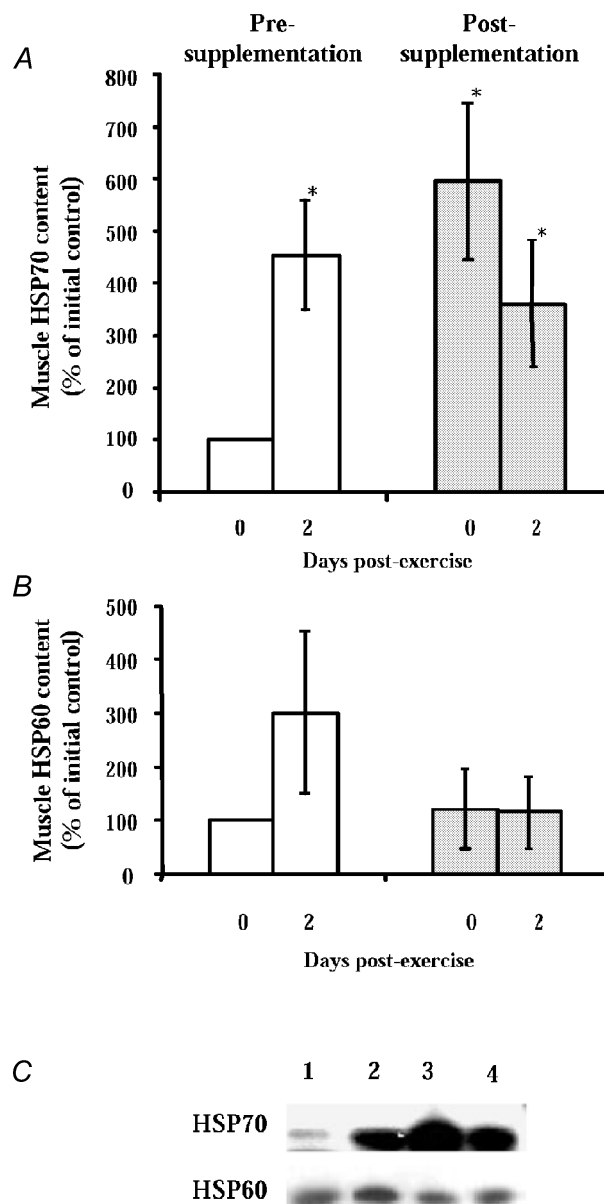 Pre-
supplementation
Post-
supplementation
A
Muscle HSP70 content
(% of initial control)
800
700
600
500
400
300
200
100
0
*
*
*
0
2
0
2
Days post-exercise
B
Muscle HSP60 content
(% of initial control)
500
400
300
200
100
0
0
2
0
2
Days post-exercise
C
1 2 3 4
HSP70
HSP60